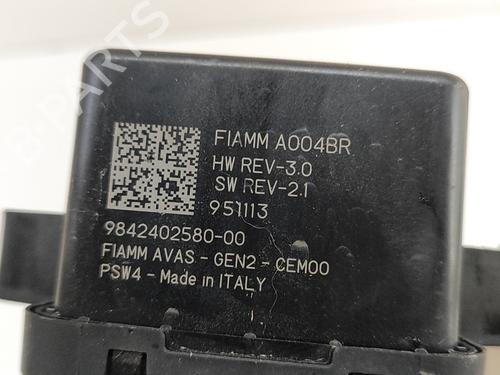 FIAMM A004BR
HW REV-3.0
SW REV-2.1
951113
9842402580-00
FIAMM AVAS - GEN2 - CEM00
PSW4 - Made in ITALY